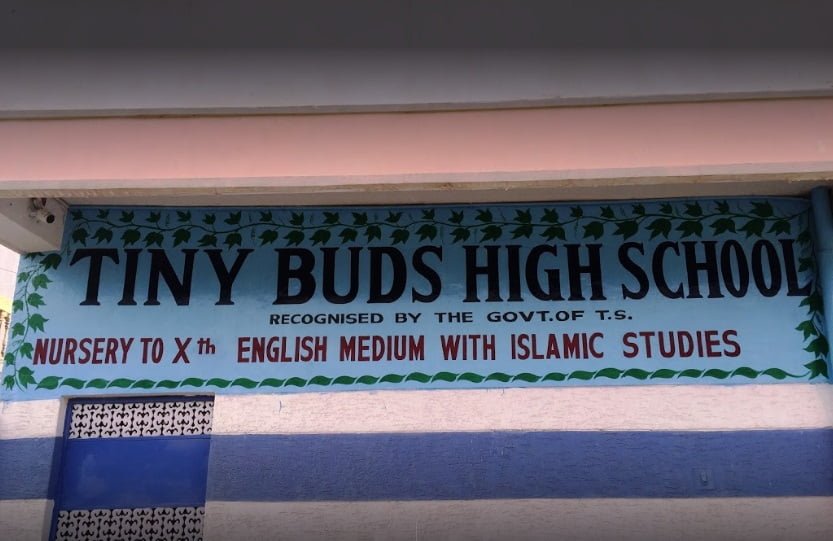 TINY BUDS HIGH SCHOOL
RECOGNISED BY THE GOVT.OF T.S.
NURSERY TO Xth ENGLISH MEDIUM WITH ISLAMIC STUDIES